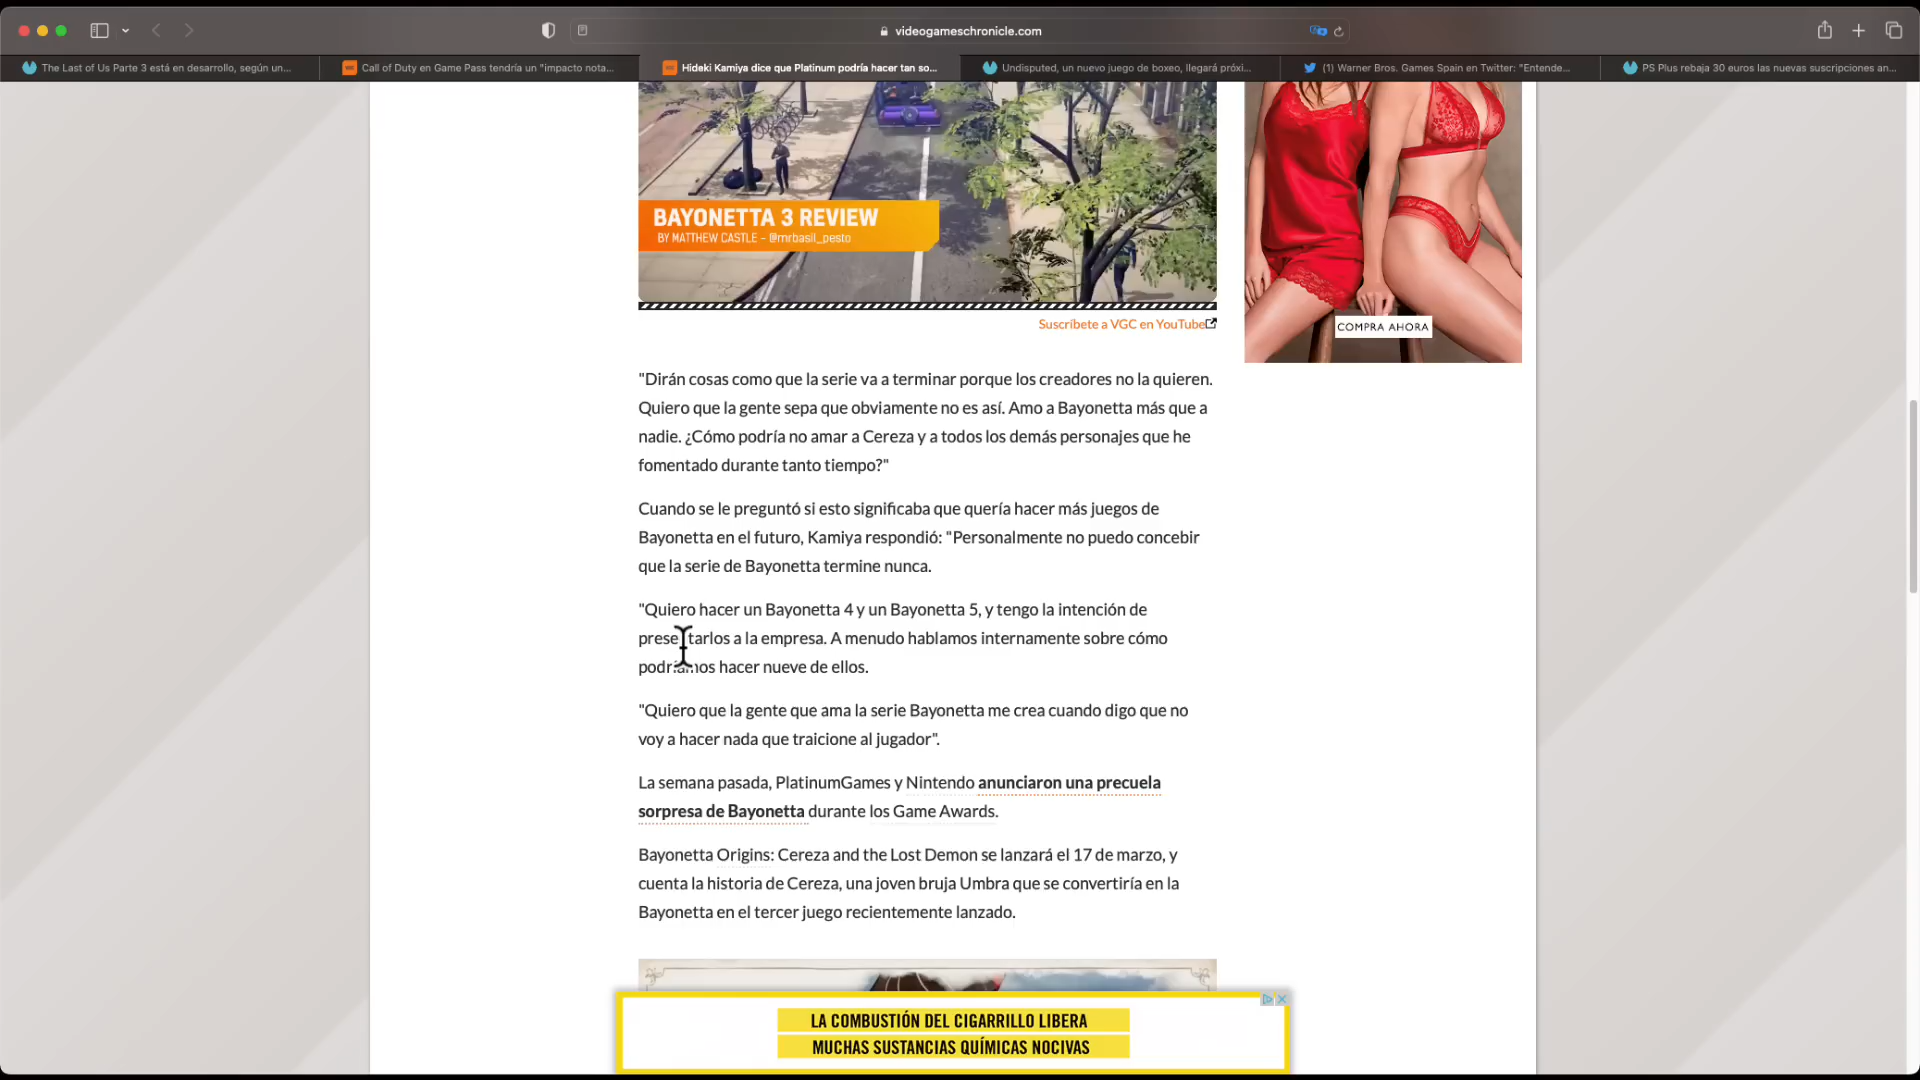 videogameschronicle.com
The Last of Us Parte 3 está en desarrollo, según un...
Call of Duty en Game Pass tendría un "impacto nota...
Hideki Kamiya dice que Platinum podría hacer tan so...
Undisputed, un nuevo juego de boxeo, llegará próxi...
(1) Warner Bros. Games Spain en Twitter: "Entende...
PS Plus rebaja 30 euros las nuevas suscripciones an...
BAYONETTA 3 REVIEW
BY MATTHEW CASTLE – @mrbasil_pesto
COMPRA AHORA
Suscríbete a VGC en YouTube
"Dirán cosas como que la serie va a terminar porque los creadores no la quieren.
Quiero que la gente sepa que obviamente no es así. Amo a Bayonetta más que a
nadie. ¿Cómo podría no amar a Cereza y a todos los demás personajes que he
fomentado durante tanto tiempo?"
Cuando se le preguntó si esto significaba que quería hacer más juegos de
Bayonetta en el futuro, Kamiya respondió: "Personalmente no puedo concebir
que la serie de Bayonetta termine nunca.
"Quiero hacer un Bayonetta 4 y un Bayonetta 5, y tengo la intención de
presentarlos a la empresa. A menudo hablamos internamente sobre cómo
podríamos hacer nueve de ellos.
"Quiero que la gente que ama la serie Bayonetta me crea cuando digo que no
voy a hacer nada que traicione al jugador".
La semana pasada, PlatinumGames y Nintendo anunciaron una precuela
sorpresa de Bayonetta durante los Game Awards.
Bayonetta Origins: Cereza and the Lost Demon se lanzará el 17 de marzo, y
cuenta la historia de Cereza, una joven bruja Umbra que se convertiría en la
Bayonetta en el tercer juego recientemente lanzado.
LA COMBUSTIÓN DEL CIGARRILLO LIBERA
MUCHAS SUSTANCIAS QUÍMICAS NOCIVAS